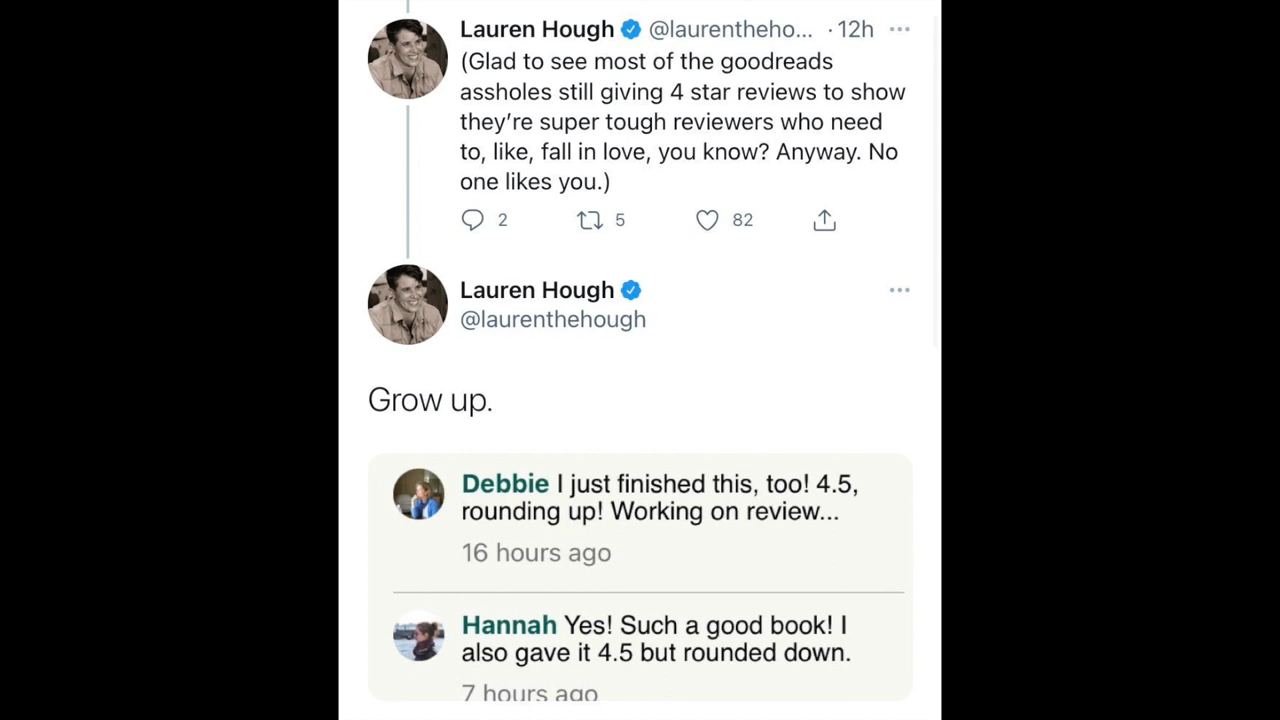 Lauren Hough @laurentheho... · 12h
(Glad to see most of the goodreads
assholes still giving 4 star reviews to show
they're super tough reviewers who need
to, like, fall in love, you know? Anyway. No
one likes you.)
2 5 82
Lauren Hough
@laurenthehough
Grow up.
Debbie I just finished this, too! 4.5,
rounding up! Working on review...
16 hours ago
Hannah Yes! Such a good book! I
also gave it 4.5 but rounded down.
7 hours ago